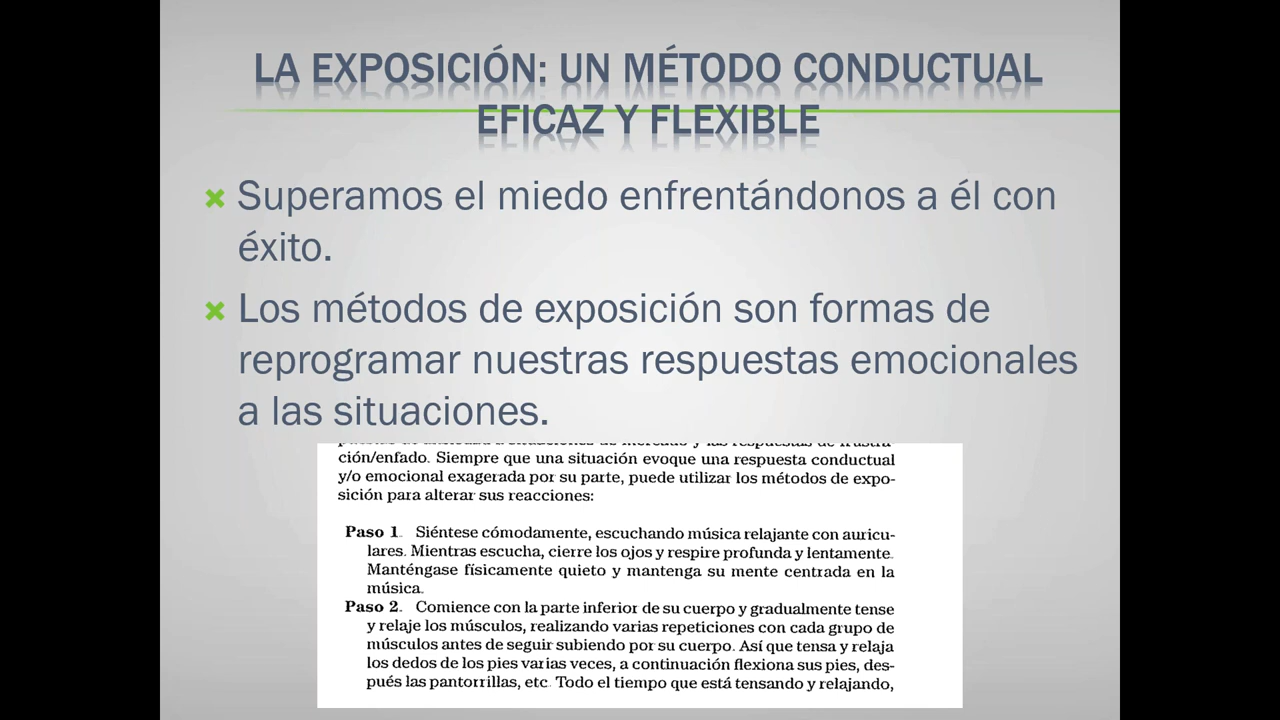 LA EXPOSICIÓN: UN MÉTODO CONDUCTUAL
EFICAZ Y FLEXIBLE
Superamos el miedo enfrentándonos a él con
éxito.
Los métodos de exposición son formas de
reprogramar nuestras respuestas emocionales
a las situaciones.
ción/enfado. Siempre que una situación evoque una respuesta conductual
y/o emocional exagerada por su parte, puede utilizar los métodos de expo-
sición para alterar sus reacciones:
Paso 1. Siéntese cómodamente, escuchando música relajante con auricu-
lares. Mientras escucha, cierre los ojos y respire profunda y lentamente.
Manténgase físicamente quieto y mantenga su mente centrada en la
música.
Paso 2. Comience con la parte inferior de su cuerpo y gradualmente tense
y relaje los músculos, realizando varias repeticiones con cada grupo de
músculos antes de seguir subiendo por su cuerpo. Así que tensa y relaja
los dedos de los pies varias veces, a continuación flexiona sus pies, des-
pués las pantorrillas, etc. Todo el tiempo que está tensando y relajando,